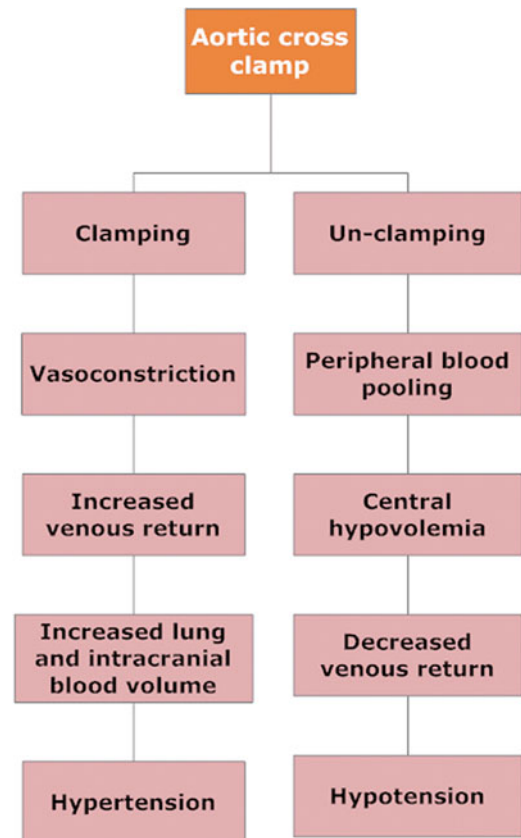 Aortic cross
clamp
Clamping
Un-clamping
Vasoconstriction
Peripheral blood
pooling
Increased
venous return
Central
hypovolemia
Increased lung
and intracranial
blood volume
Decreased
venous return
Hypertension
Hypotension